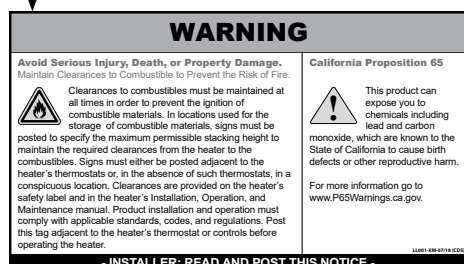 WARNING
Avoid Serious Injury, Death, or Property Damage.
Maintain Clearances to Combustible to Prevent the Risk of Fire.
Clearances to combustibles must be maintained at
all times in order to prevent the ignition of
combustible materials. In locations used for the
storage of combustible materials, signs must be
posted to specify the maximum permissible stacking height to
maintain the required clearances from the heater to the
combustibles. Signs must either be posted adjacent to the
heater's thermostats or, in the absence of such thermostats, in a
conspicuous location. Clearances are provided on the heater's
safety label and in the heater's Installation, Operation, and
Maintenance manual. Product installation and operation must
comply with applicable standards, codes, and regulations. Post
this tag adjacent to the heater's thermostat or controls before
operating the heater.
California Proposition 65
This product can
expose you to
chemicals including
lead and carbon
monoxide, which are known to the
State of California to cause birth
defects or other reproductive harm.
For more information go to
www.P65Warnings.ca.gov.
LL001-XM-07/18 (CDS)
- INSTALLER: READ AND POST THIS NOTICE -